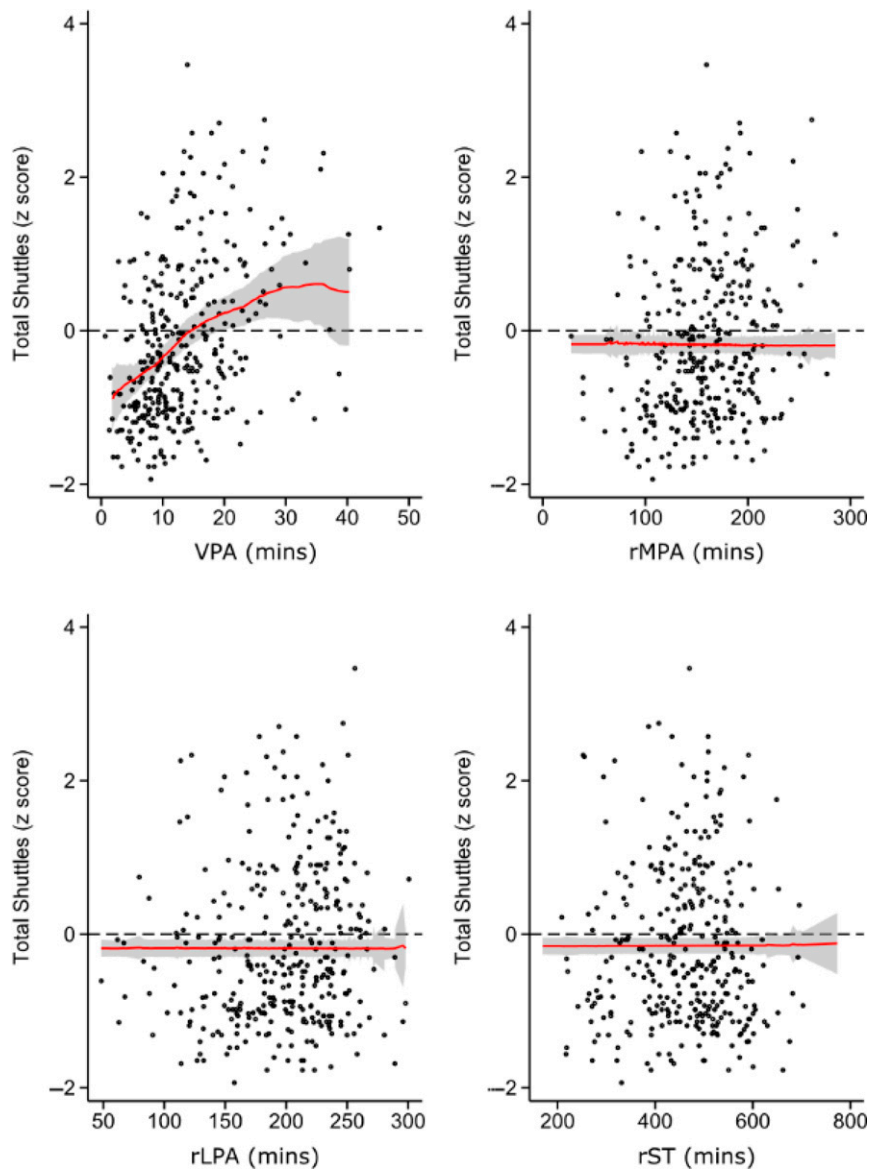 4
2
0
−2
Total Shuttles (z score)
0 10 20 30 40 50
VPA (mins)
4
2
0
−2
Total Shuttles (z score)
0 100 200 300
rMPA (mins)
4
2
0
−2
Total Shuttles (z score)
50 100 150 200 250 300
rLPA (mins)
4
2
0
−2
Total Shuttles (z score)
200 400 600 800
rST (mins)